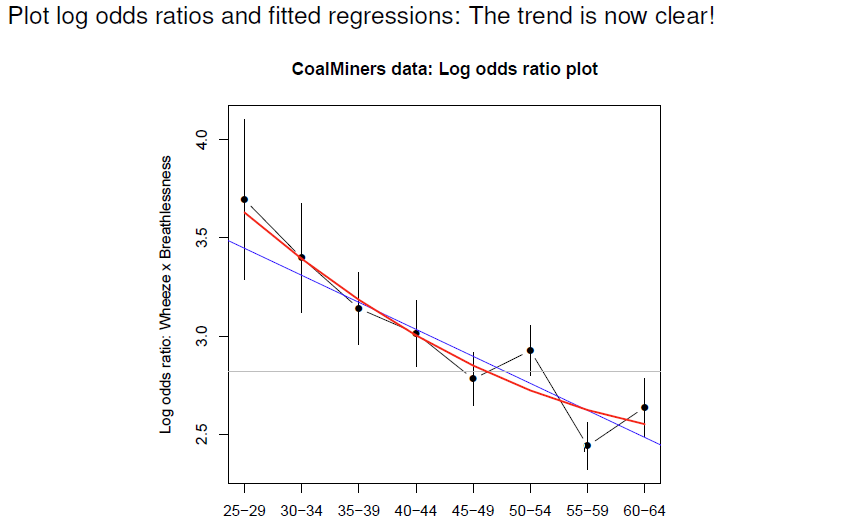 Plot log odds ratios and fitted regressions: The trend is now clear!
CoalMiners data: Log odds ratio plot
4.0
3.5
3.0
2.5
Log odds ratio: Wheeze x Breathlessness
25−29 30−34 35−39 40−44 45−49 50−54 55−59 60−64